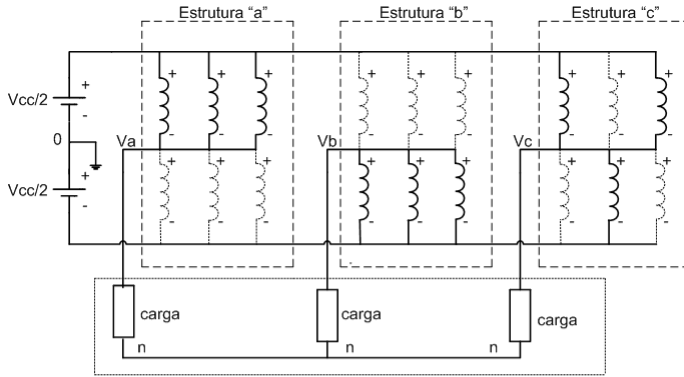 Estrutura “a”
Estrutura “b”
Estrutura “c”
+ + + + + + + + +
Vcc/2
+
-
- - - - - - - - -
0
Va
Vb
Vc
+ + + + + + + + +
Vcc/2
+
-
- - - - - - - - -
carga
carga
carga
n
n
n